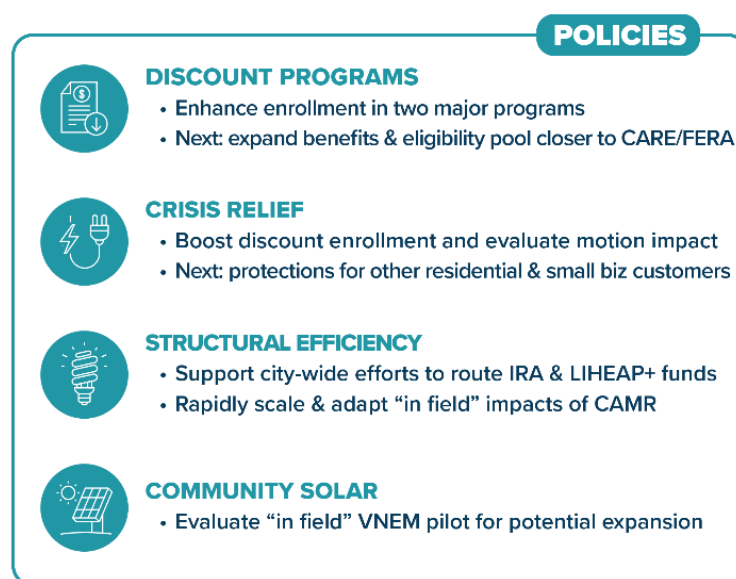 POLICIES
$
DISCOUNT PROGRAMS
• Enhance enrollment in two major programs
• Next: expand benefits & eligibility pool closer to CARE/FERA
CRISIS RELIEF
• Boost discount enrollment and evaluate motion impact
• Next: protections for other residential & small biz customers
STRUCTURAL EFFICIENCY
• Support city-wide efforts to route IRA & LIHEAP+ funds
• Rapidly scale & adapt “in field” impacts of CAMR
COMMUNITY SOLAR
• Evaluate “in field” VNEM pilot for potential expansion